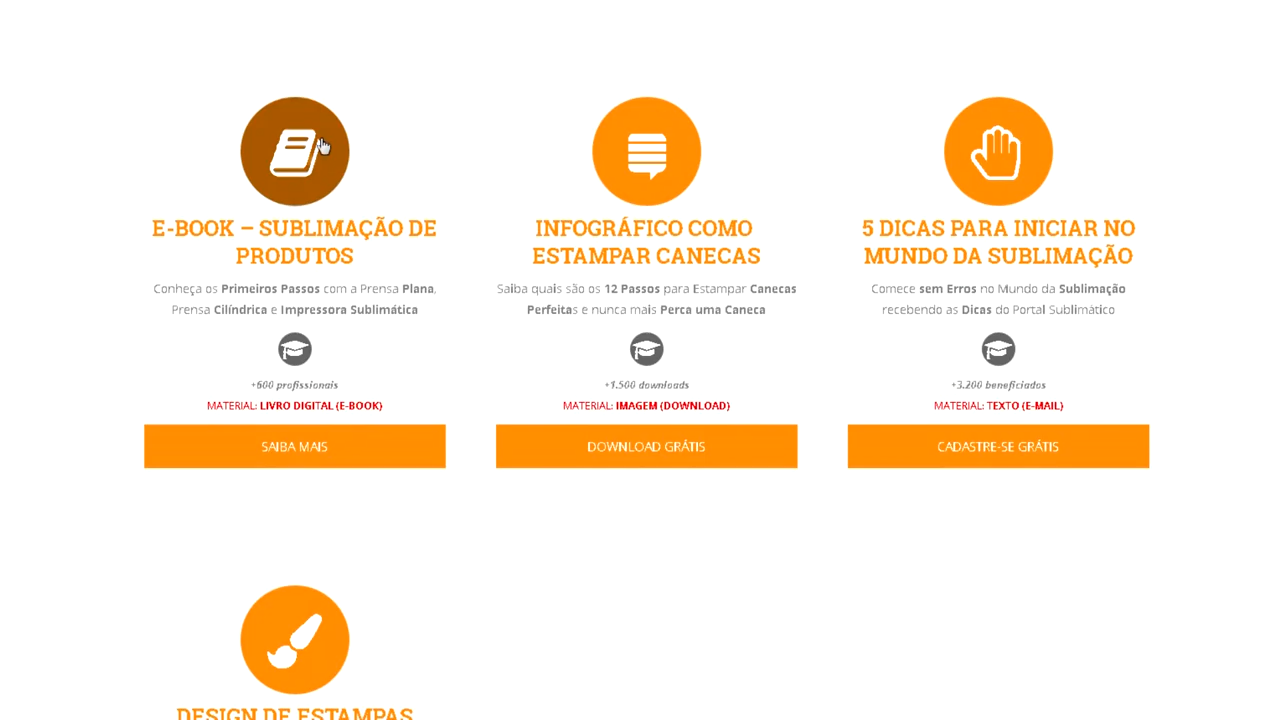 E-BOOK – SUBLIMAÇÃO DE
PRODUTOS
Conheça os Primeiros Passos com a Prensa Plana,
Prensa Cilíndrica e Impressora Sublimática
+600 profissionais
MATERIAL: LIVRO DIGITAL (E-BOOK)
SAIBA MAIS
INFOGRÁFICO COMO
ESTAMPAR CANECAS
Saiba quais são os 12 Passos para Estampar Canecas
Perfeitas e nunca mais Perca uma Caneca
+1.500 downloads
MATERIAL: IMAGEM (DOWNLOAD)
DOWNLOAD GRÁTIS
5 DICAS PARA INICIAR NO
MUNDO DA SUBLIMAÇÃO
Comece sem Erros no Mundo da Sublimação
recebendo as Dicas do Portal Sublimático
+3.200 beneficiados
MATERIAL: TEXTO (E-MAIL)
CADASTRE-SE GRÁTIS
DESIGN DE ESTAMPAS